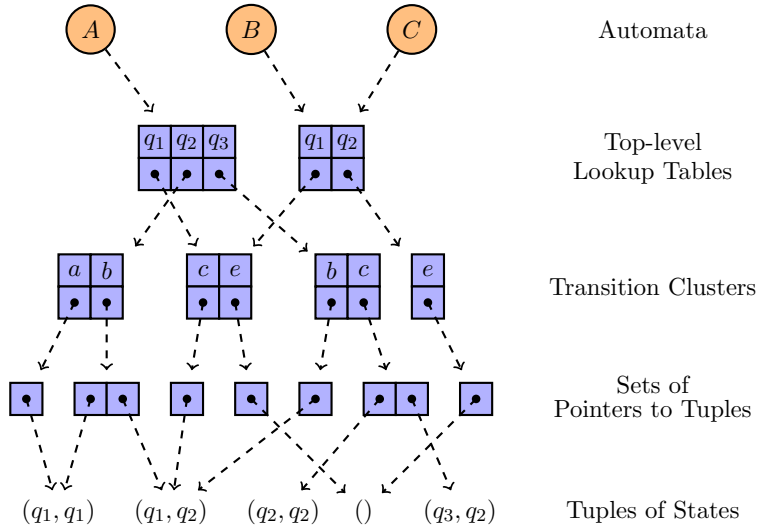 A B C Automata
q₁ q₂ q₃ q₁ q₂ Top-level
Lookup Tables
a b c e b c e Transition Clusters
Sets of
Pointers to Tuples
(q₁, q₁) (q₁, q₂) (q₂, q₂) () (q₃, q₂) Tuples of States